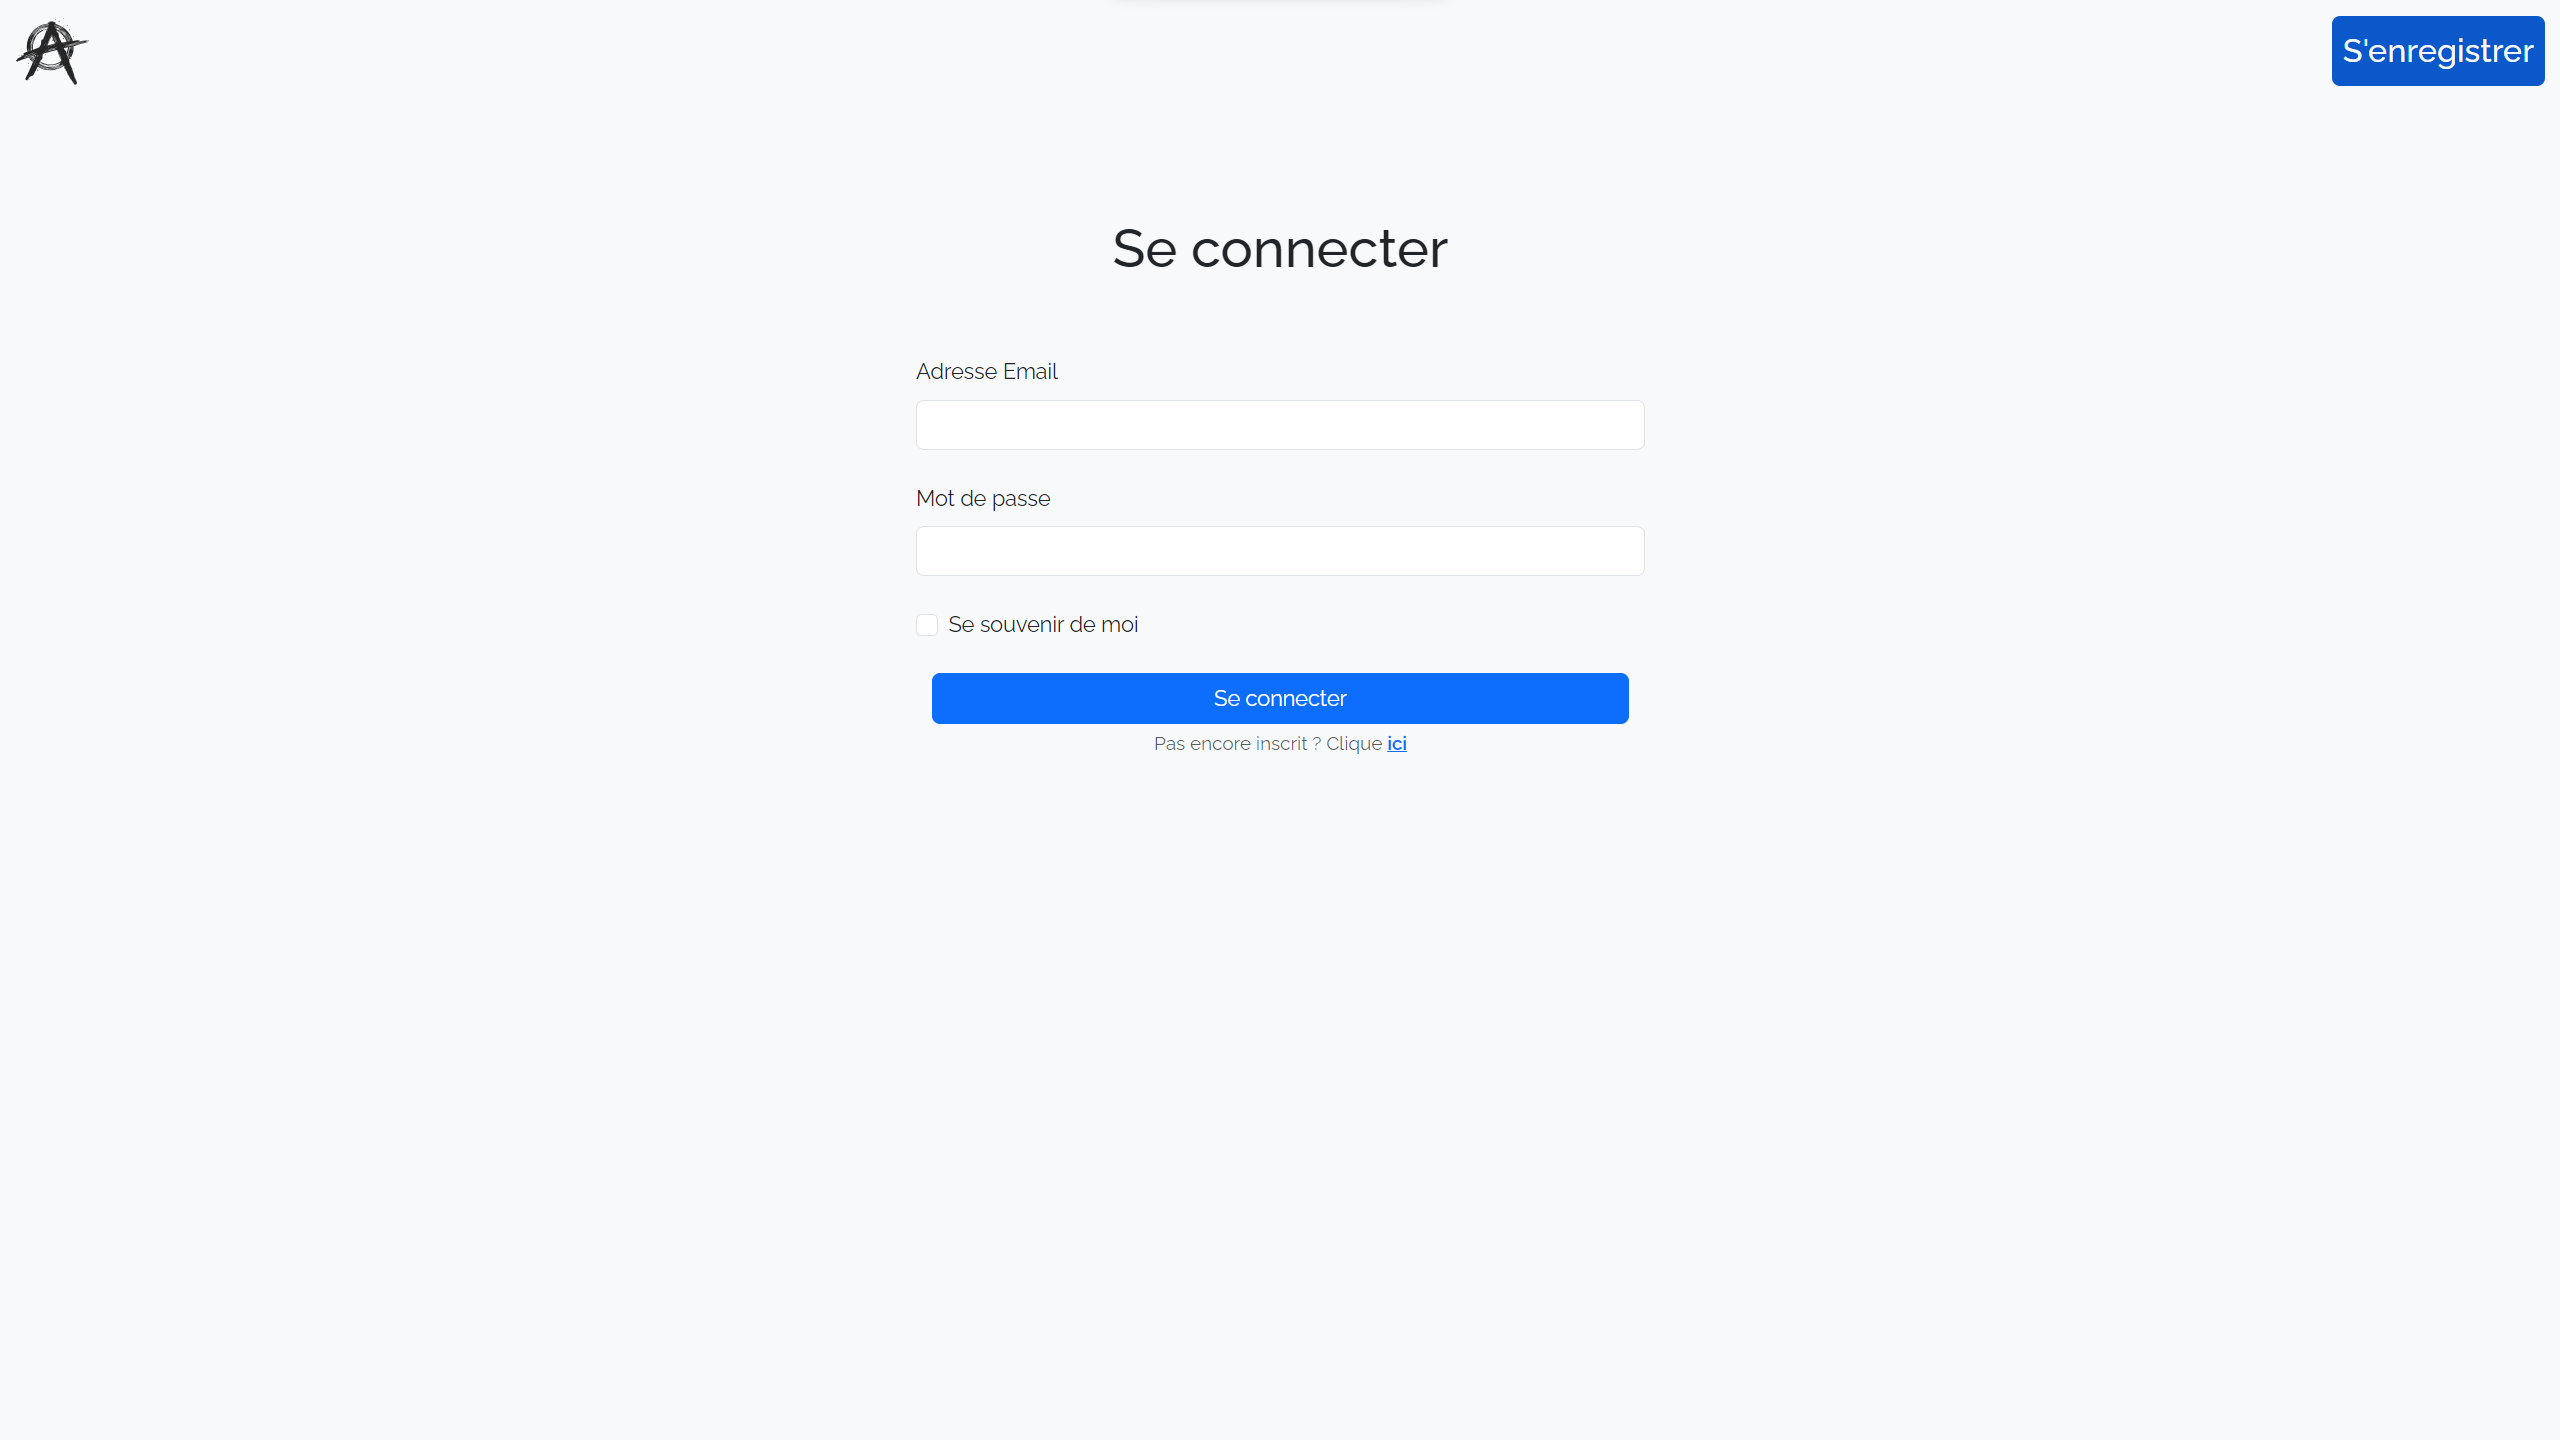 S'enregistrer
Se connecter
Adresse Email
Mot de passe
Se souvenir de moi
Se connecter
Pas encore inscrit ? Clique ici